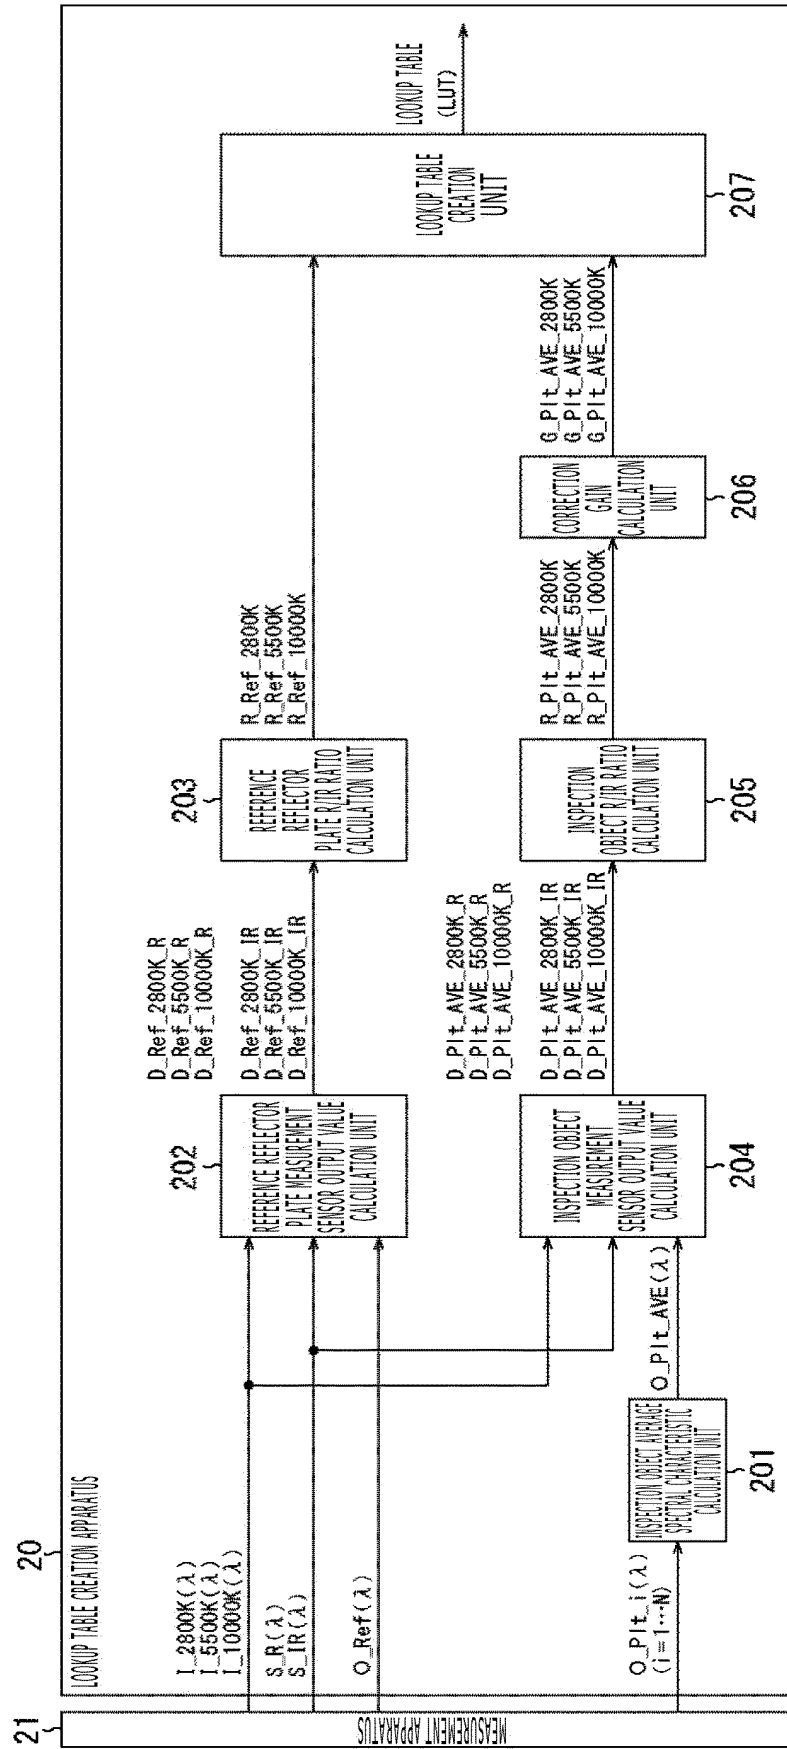 20
LOOKUP TABLE CREATION APPARATUS
21
MEASUREMENT APPARATUS
I_2800K(λ)
I_5500K(λ)
I_10000K(λ)
S_R(λ)
S_IR(λ)
O_Ref(λ)
O_Plt_i(λ)
(i=1···N)
INSPECTION OBJECT AVERAGE
SPECTRAL CHARACTERISTIC
CALCULATION UNIT
201
O_Plt_AVE(λ)
202
REFERENCE REFLECTOR
PLATE MEASUREMENT
SENSOR OUTPUT VALUE
CALCULATION UNIT
INSPECTION OBJECT
MEASUREMENT
SENSOR OUTPUT VALUE
CALCULATION UNIT
204
D_Ref_2800K_R
D_Ref_5500K_R
D_Ref_10000K_R
D_Ref_2800K_IR
D_Ref_5500K_IR
D_Ref_10000K_IR
D_Plt_AVE_2800K_R
D_Plt_AVE_5500K_R
D_Plt_AVE_10000K_R
D_Plt_AVE_2800K_IR
D_Plt_AVE_5500K_IR
D_Plt_AVE_10000K_IR
203
REFERENCE
REFLECTOR
PLATE R/IR RATIO
CALCULATION UNIT
INSPECTION
OBJECT R/IR RATIO
CALCULATION UNIT
205
R_Ref_2800K
R_Ref_5500K
R_Ref_10000K
R_Plt_AVE_2800K
R_Plt_AVE_5500K
R_Plt_AVE_10000K
CORRECTION
GAIN
CALCULATION
UNIT
206
G_Plt_AVE_2800K
G_Plt_AVE_5500K
G_Plt_AVE_10000K
LOOKUP TABLE
CREATION
UNIT
207
LOOKUP TABLE
(LUT)